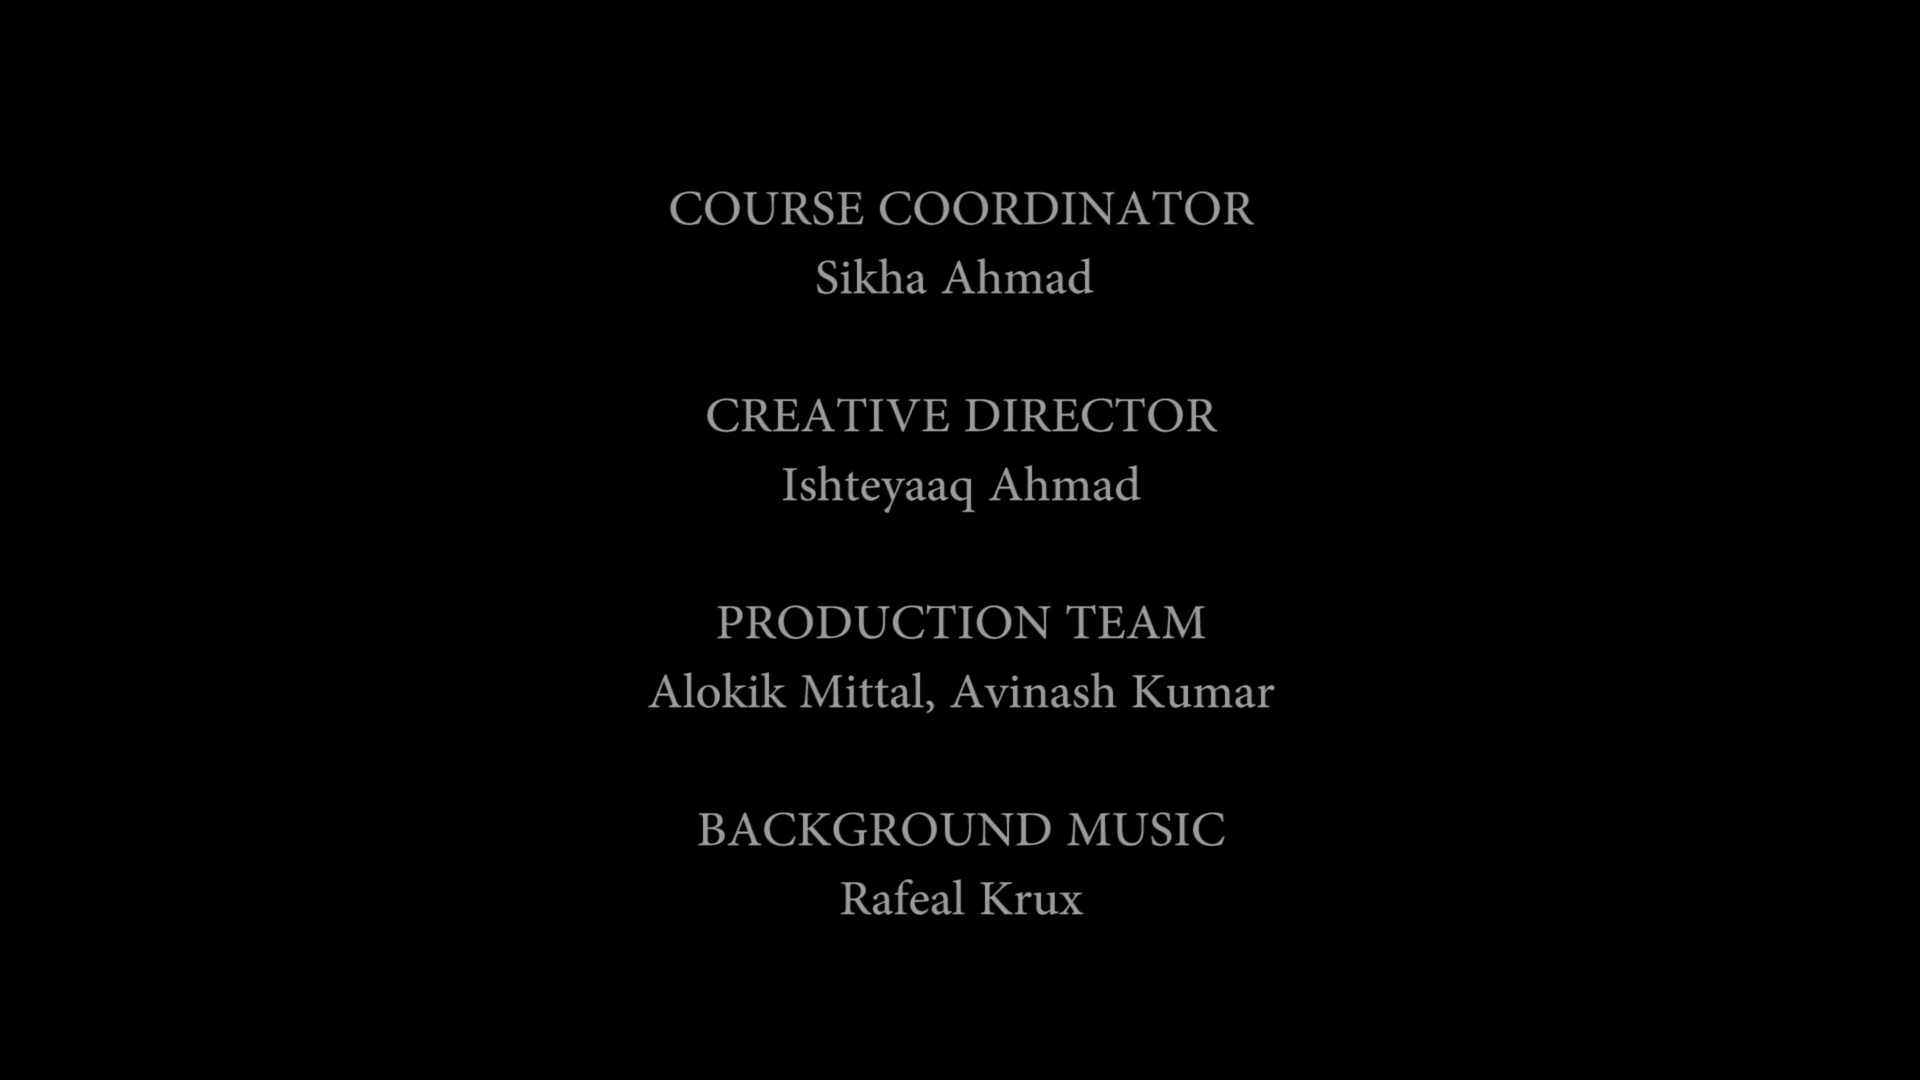 COURSE COORDINATOR
Sikha Ahmad
CREATIVE DIRECTOR
Ishteyaaq Ahmad
PRODUCTION TEAM
Alokik Mittal, Avinash Kumar
BACKGROUND MUSIC
Rafeal Krux